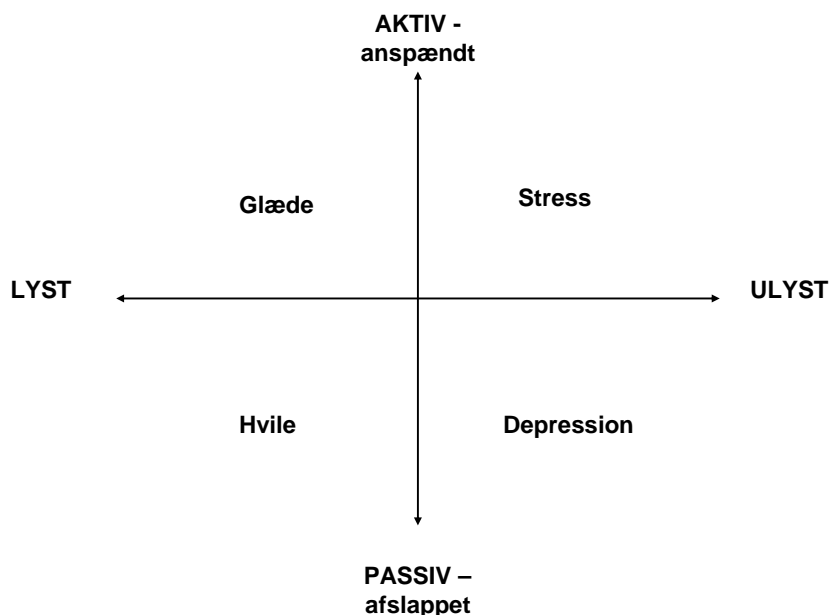 AKTIV -
anspændt
Glæde
Stress
LYST
ULYST
Hvile
Depression
PASSIV –
afslappet